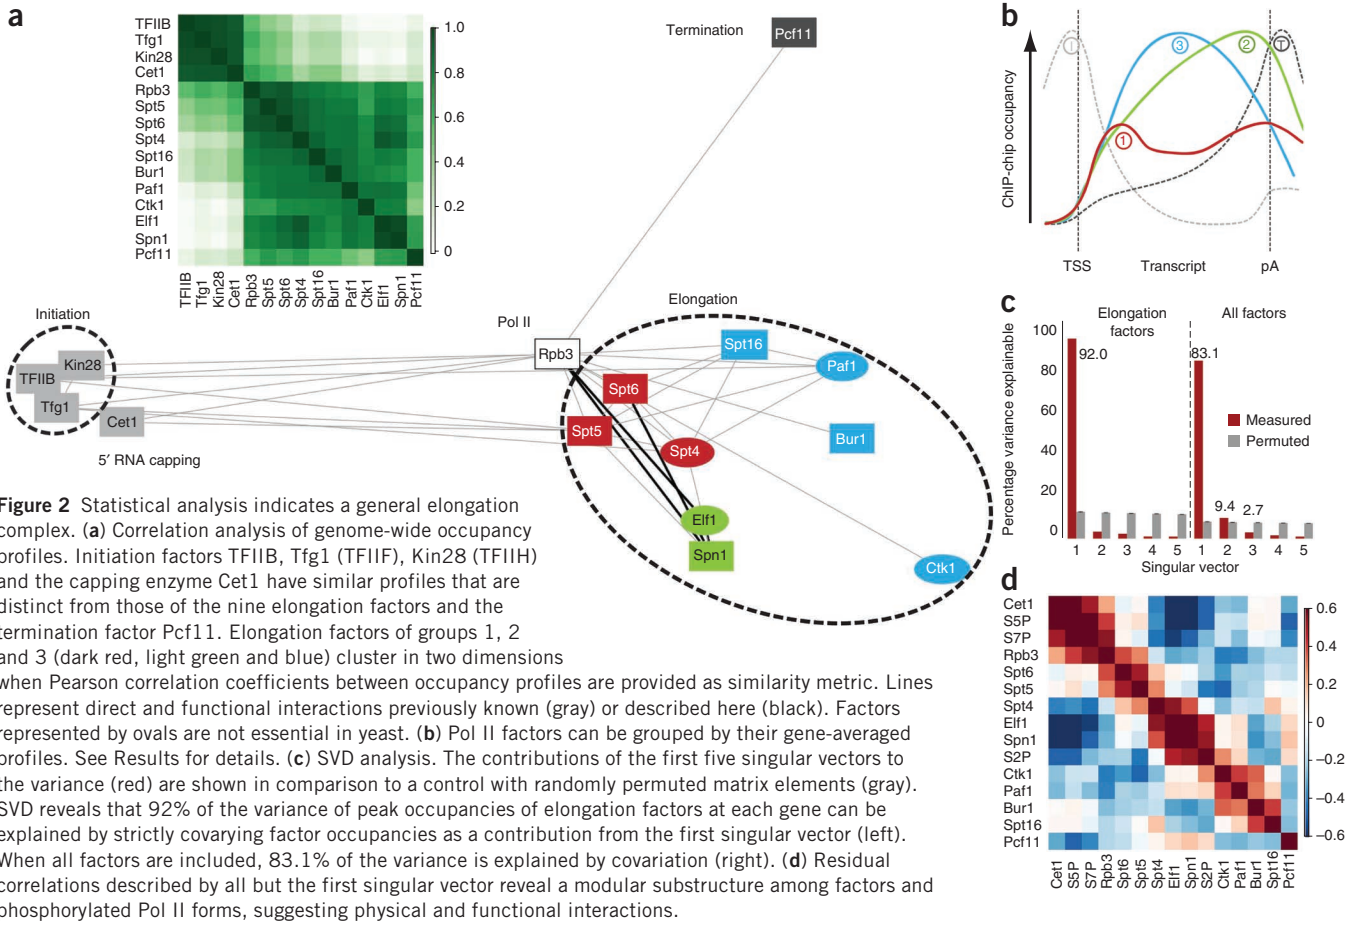 a
TFIIB
Tfg1
Kin28
Cet1
Rpb3
Spt5
Spt6
Spt4
Spt16
Bur1
Paf1
Ctk1
Elf1
Spn1
Pcf11
1.0
0.8
0.6
0.4
0.2
0
TFIIB
Tfg1
Kin28
Cet1
Rpb3
Spt5
Spt6
Spt4
Spt16
Bur1
Paf1
Ctk1
Elf1
Spn1
Pcf11
Termination
Pcf11
Initiation
Kin28
TFIIB
Tfg1
Cet1
5′ RNA capping
Pol II
Rpb3
Elongation
Spt16
Paf1
Spt6
Spt5
Spt4
Bur1
Elf1
Spn1
Ctk1
b
ChIP-chip occupancy
I
3
2
T
1
TSS
Transcript
pA
c
Percentage variance explainable
100
80
60
40
20
0
Elongation
factors
All factors
92.0
83.1
9.4
2.7
Measured
Permuted
1 2 3 4 5 1 2 3 4 5
Singular vector
d
Cet1
S5P
S7P
Rpb3
Spt6
Spt5
Spt4
Elf1
Spn1
S2P
Ctk1
Paf1
Bur1
Spt16
Pcf11
0.6
0.4
0.2
0
−0.2
−0.4
−0.6
Cet1
S5P
S7P
Rpb3
Spt6
Spt5
Spt4
Elf1
Spn1
S2P
Ctk1
Paf1
Bur1
Spt16
Pcf11
Figure 2 Statistical analysis indicates a general elongation
complex. (a) Correlation analysis of genome-wide occupancy
profiles. Initiation factors TFIIB, Tfg1 (TFIIF), Kin28 (TFIIH)
and the capping enzyme Cet1 have similar profiles that are
distinct from those of the nine elongation factors and the
termination factor Pcf11. Elongation factors of groups 1, 2
and 3 (dark red, light green and blue) cluster in two dimensions
when Pearson correlation coefficients between occupancy profiles are provided as similarity metric. Lines
represent direct and functional interactions previously known (gray) or described here (black). Factors
represented by ovals are not essential in yeast. (b) Pol II factors can be grouped by their gene-averaged
profiles. See Results for details. (c) SVD analysis. The contributions of the first five singular vectors to
the variance (red) are shown in comparison to a control with randomly permuted matrix elements (gray).
SVD reveals that 92% of the variance of peak occupancies of elongation factors at each gene can be
explained by strictly covarying factor occupancies as a contribution from the first singular vector (left).
When all factors are included, 83.1% of the variance is explained by covariation (right). (d) Residual
correlations described by all but the first singular vector reveal a modular substructure among factors and
phosphorylated Pol II forms, suggesting physical and functional interactions.